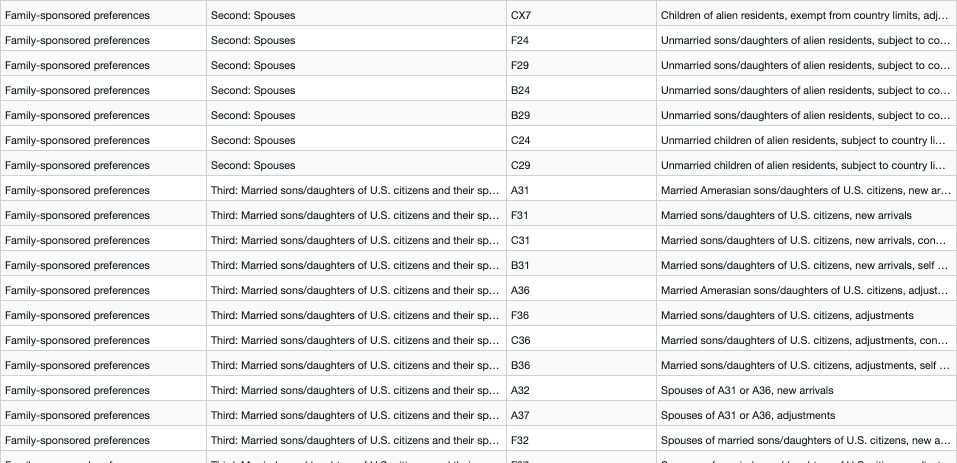 Family-sponsored preferences Second: Spouses CX7 Children of alien residents, exempt from country limits, adj...
Family-sponsored preferences Second: Spouses F24 Unmarried sons/daughters of alien residents, subject to co...
Family-sponsored preferences Second: Spouses F29 Unmarried sons/daughters of alien residents, subject to co...
Family-sponsored preferences Second: Spouses B24 Unmarried sons/daughters of alien residents, subject to co...
Family-sponsored preferences Second: Spouses B29 Unmarried sons/daughters of alien residents, subject to co...
Family-sponsored preferences Second: Spouses C24 Unmarried children of alien residents, subject to country li...
Family-sponsored preferences Second: Spouses C29 Unmarried children of alien residents, subject to country li...
Family-sponsored preferences Third: Married sons/daughters of U.S. citizens and their sp... A31 Married Amerasian sons/daughters of U.S. citizens, new ar...
Family-sponsored preferences Third: Married sons/daughters of U.S. citizens and their sp... F31 Married sons/daughters of U.S. citizens, new arrivals
Family-sponsored preferences Third: Married sons/daughters of U.S. citizens and their sp... C31 Married sons/daughters of U.S. citizens, new arrivals, con...
Family-sponsored preferences Third: Married sons/daughters of U.S. citizens and their sp... B31 Married sons/daughters of U.S. citizens, new arrivals, self ...
Family-sponsored preferences Third: Married sons/daughters of U.S. citizens and their sp... A36 Married Amerasian sons/daughters of U.S. citizens, adjust...
Family-sponsored preferences Third: Married sons/daughters of U.S. citizens and their sp... F36 Married sons/daughters of U.S. citizens, adjustments
Family-sponsored preferences Third: Married sons/daughters of U.S. citizens and their sp... C36 Married sons/daughters of U.S. citizens, adjustments, con...
Family-sponsored preferences Third: Married sons/daughters of U.S. citizens and their sp... B36 Married sons/daughters of U.S. citizens, adjustments, self ...
Family-sponsored preferences Third: Married sons/daughters of U.S. citizens and their sp... A32 Spouses of A31 or A36, new arrivals
Family-sponsored preferences Third: Married sons/daughters of U.S. citizens and their sp... A37 Spouses of A31 or A36, adjustments
Family-sponsored preferences Third: Married sons/daughters of U.S. citizens and their sp... F32 Spouses of married sons/daughters of U.S. citizens, new a...